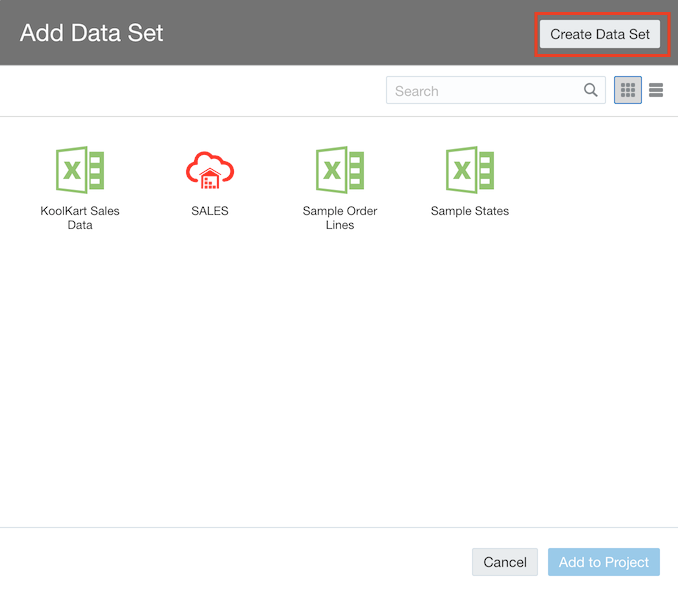 Add Data Set
Create Data Set
Search
KoolKart Sales
Data
SALES
Sample Order
Lines
Sample States
Cancel
Add to Project